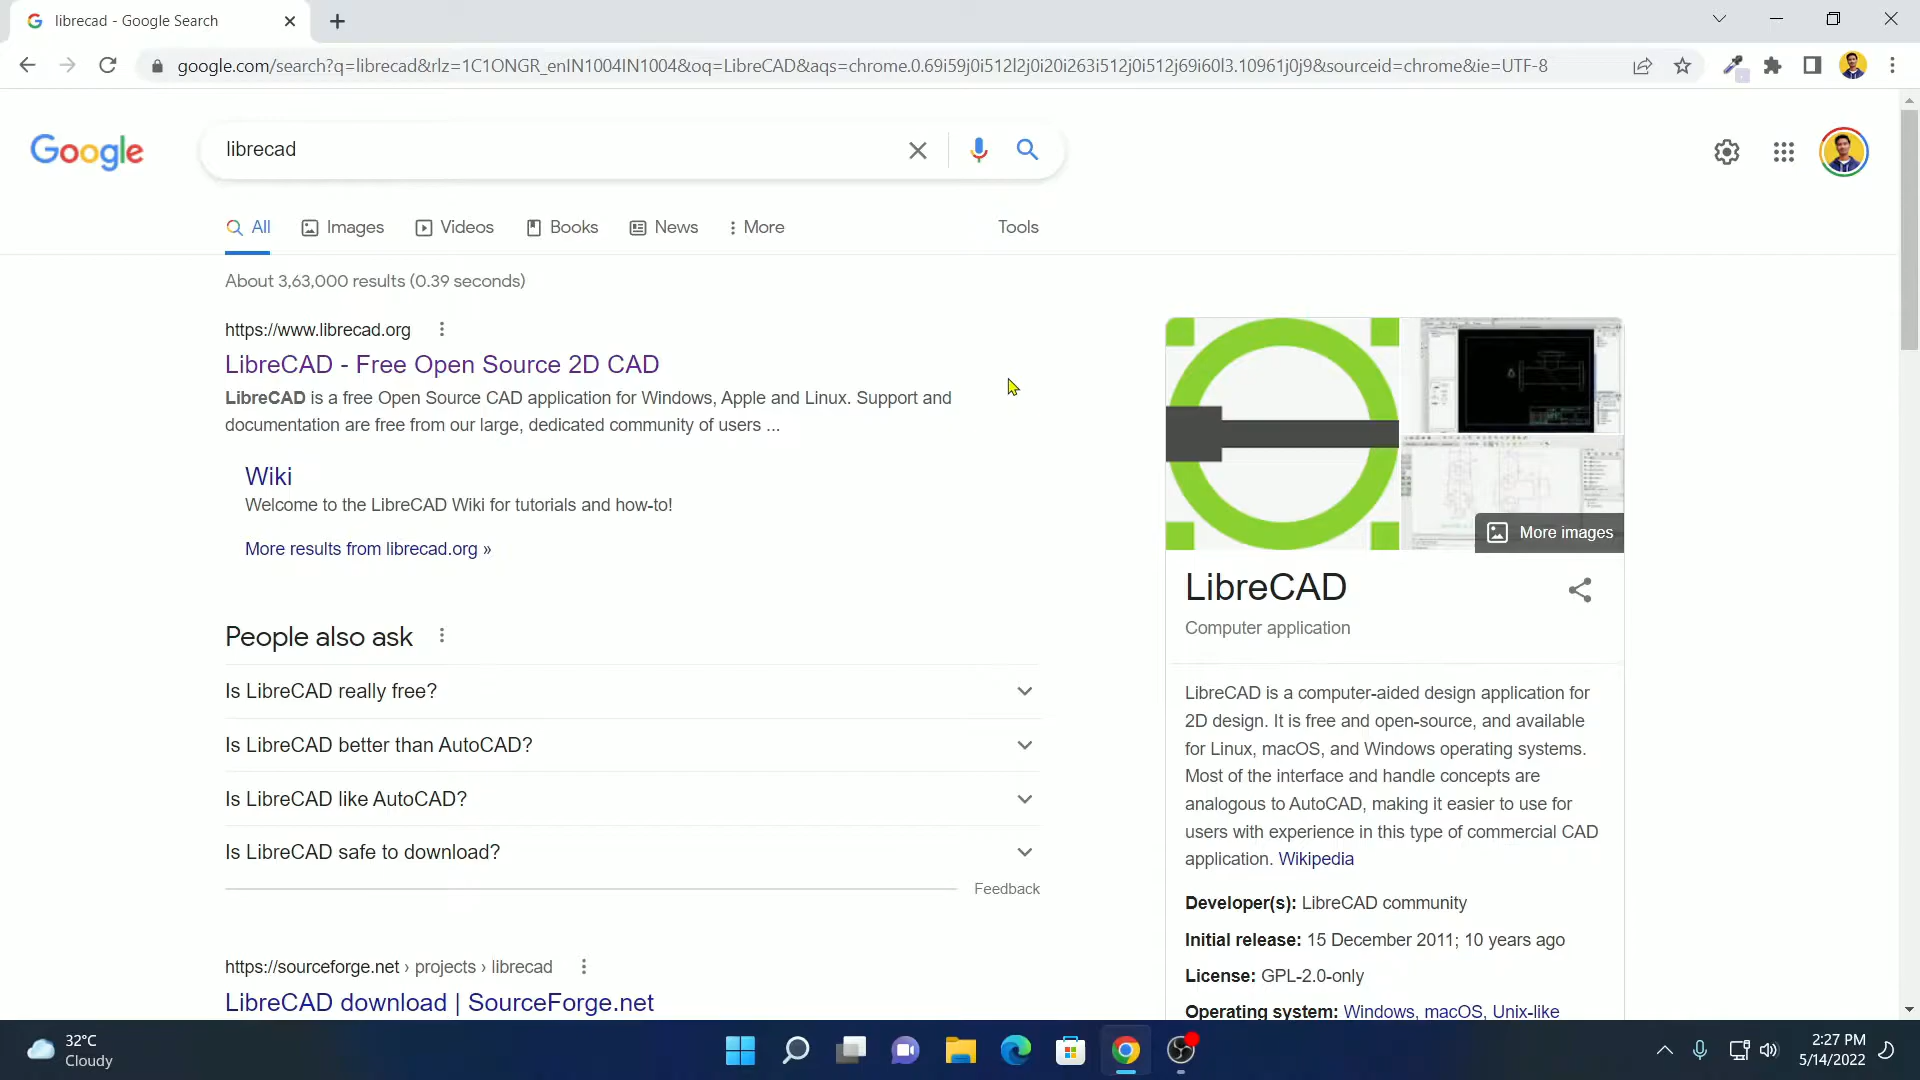 librecad - Google Search
google.com/search?q=librecad&rlz=1C1ONGR_enIN1004IN1004&oq=LibreCAD&aqs=chrome.0.69i59j0i512l2j0i20i263i512j0i512j69i60l3.10961j0j9&sourceid=chrome&ie=UTF-8
Google
librecad
All
Images
Videos
Books
News
More
Tools
About 3,63,000 results (0.39 seconds)
https://www.librecad.org
LibreCAD - Free Open Source 2D CAD
LibreCAD is a free Open Source CAD application for Windows, Apple and Linux. Support and
documentation are free from our large, dedicated community of users ...
Wiki
Welcome to the LibreCAD Wiki for tutorials and how-to!
More results from librecad.org »
People also ask
Is LibreCAD really free?
Is LibreCAD better than AutoCAD?
Is LibreCAD like AutoCAD?
Is LibreCAD safe to download?
Feedback
https://sourceforge.net › projects › librecad
LibreCAD download | SourceForge.net
More images
LibreCAD
Computer application
LibreCAD is a computer-aided design application for
2D design. It is free and open-source, and available
for Linux, macOS, and Windows operating systems.
Most of the interface and handle concepts are
analogous to AutoCAD, making it easier to use for
users with experience in this type of commercial CAD
application. Wikipedia
Developer(s): LibreCAD community
Initial release: 15 December 2011; 10 years ago
License: GPL-2.0-only
Operating system: Windows, macOS, Unix-like
32°C
Cloudy
2:27 PM
5/14/2022